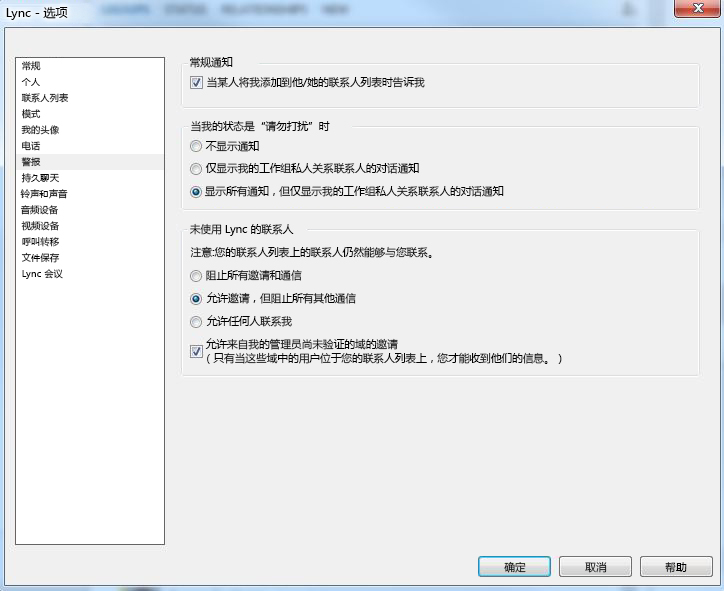 Lync - 选项
GROUPS STATUS RELATIONSHIPS NEW
常规
个人
联系人列表
模式
我的头像
电话
警报
持久聊天
铃声和声音
音频设备
视频设备
呼叫转移
文件保存
Lync 会议
常规通知
当某人将我添加到他/她的联系人列表时告诉我
当我的状态是“请勿打扰”时
不显示通知
仅显示我的工作组私人关系联系人的对话通知
显示所有通知，但仅显示我的工作组私人关系联系人的对话通知
未使用 Lync 的联系人
注意:您的联系人列表上的联系人仍然能够与您联系。
阻止所有邀请和通信
允许邀请，但阻止所有其他通信
允许任何人联系我
允许来自我的管理员尚未验证的域的邀请
(只有当这些域中的用户位于您的联系人列表上，您才能收到他们的信息。)
确定
取消
帮助